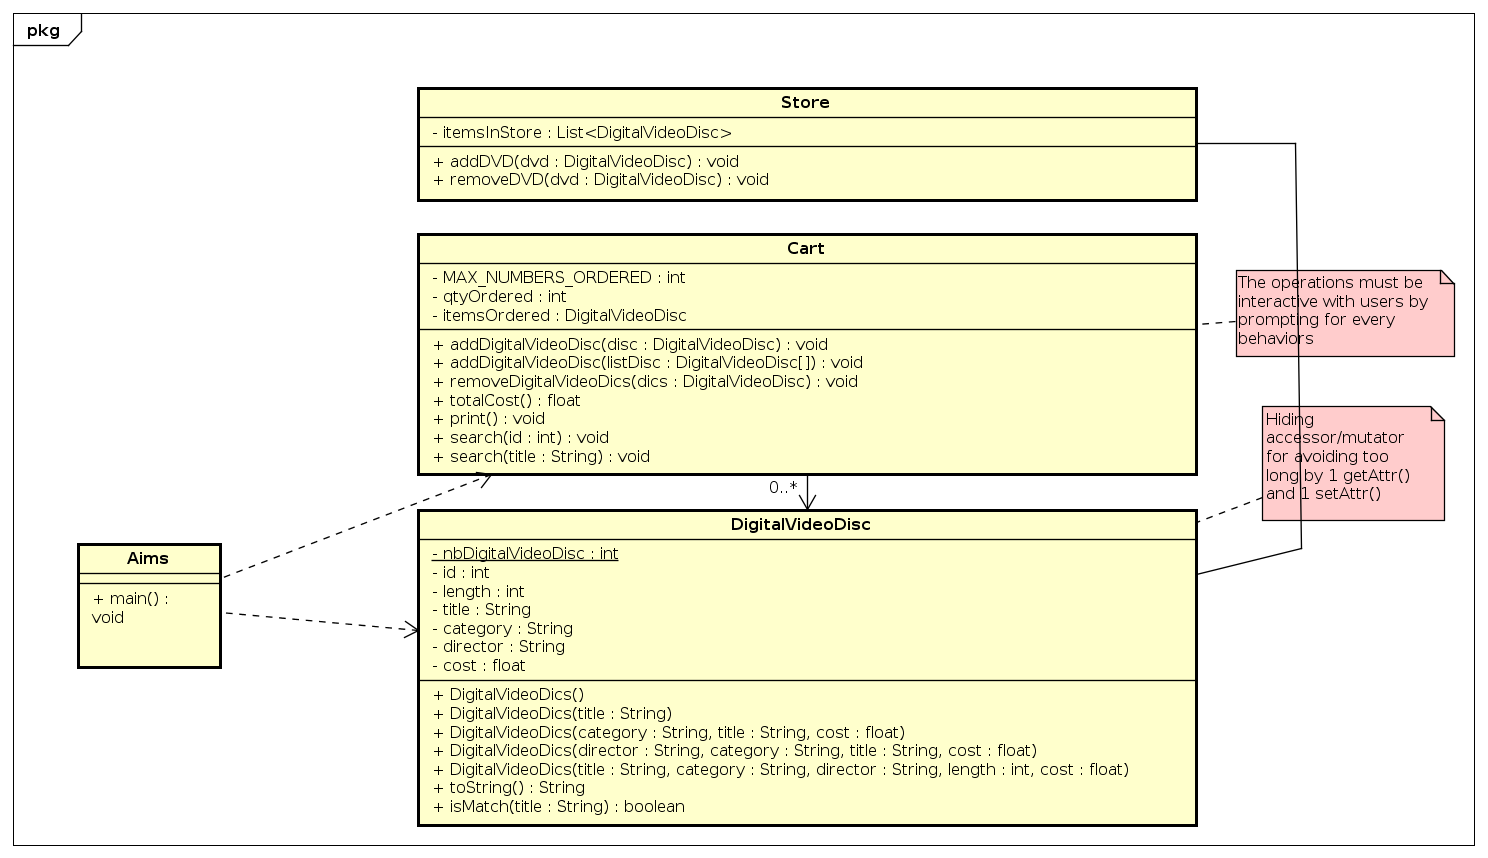 pkg
Store
- itemsInStore : List<DigitalVideoDisc>
+ addDVD(dvd : DigitalVideoDisc) : void
+ removeDVD(dvd : DigitalVideoDisc) : void
Cart
- MAX_NUMBERS_ORDERED : int
- qtyOrdered : int
- itemsOrdered : DigitalVideoDisc
+ addDigitalVideoDisc(disc : DigitalVideoDisc) : void
+ addDigitalVideoDisc(listDisc : DigitalVideoDisc[]) : void
+ removeDigitalVideoDics(dics : DigitalVideoDisc) : void
+ totalCost() : float
+ print() : void
+ search(id : int) : void
+ search(title : String) : void
The operations must be
interactive with users by
prompting for every
behaviors
Hiding
accessor/mutator
for avoiding too
long by 1 getAttr()
and 1 setAttr()
0..*
DigitalVideoDisc
- nbDigitalVideoDisc : int
- id : int
- length : int
- title : String
- category : String
- director : String
- cost : float
+ DigitalVideoDics()
+ DigitalVideoDics(title : String)
+ DigitalVideoDics(category : String, title : String, cost : float)
+ DigitalVideoDics(director : String, category : String, title : String, cost : float)
+ DigitalVideoDics(title : String, category : String, director : String, length : int, cost : float)
+ toString() : String
+ isMatch(title : String) : boolean
Aims
+ main() :
void